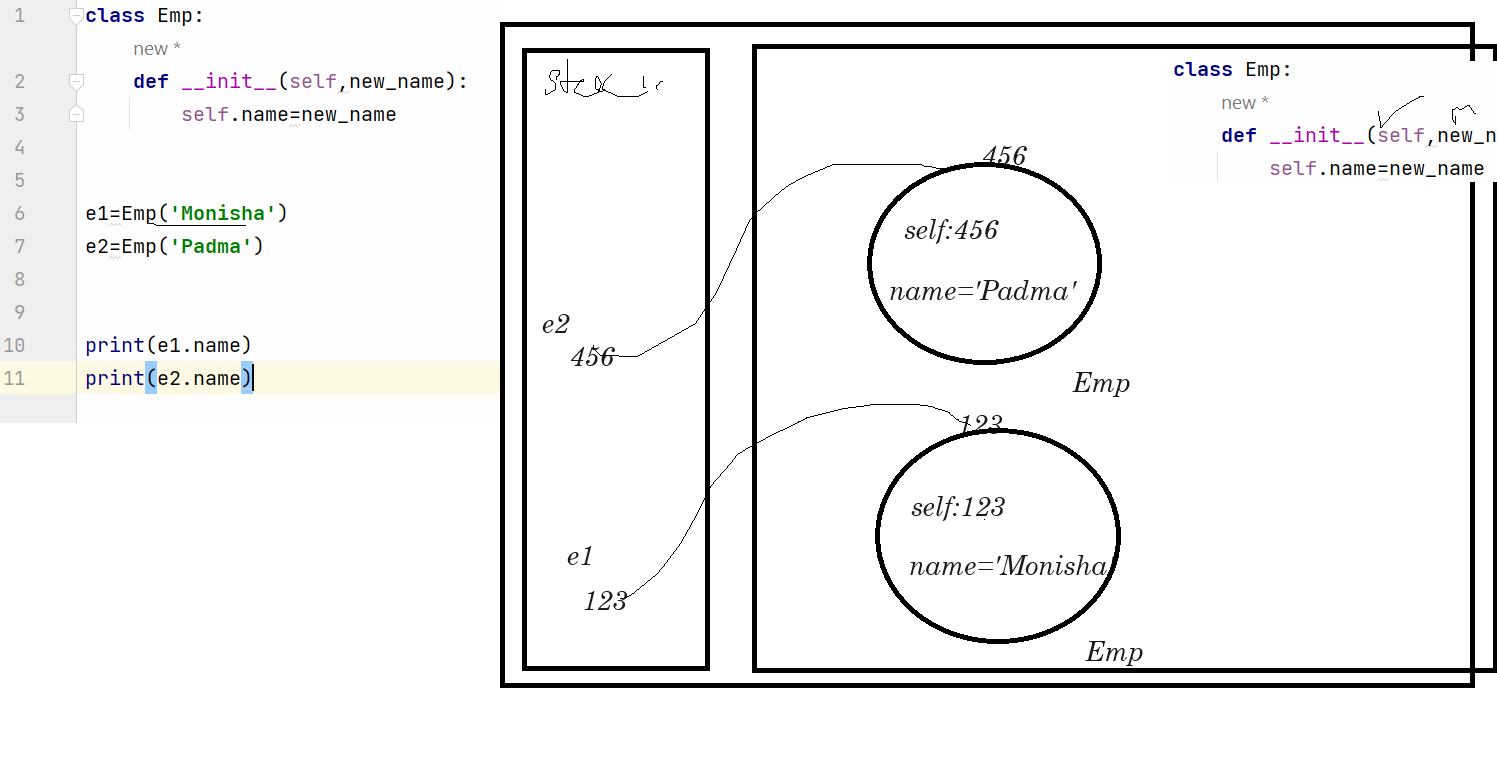 1 class Emp:
new *
2 def __init__(self,new_name):
3 self.name=new_name
4
5
6 e1=Emp('Monisha')
7 e2=Emp('Padma')
8
9
10 print(e1.name)
11 print(e2.name)
class Emp:
new *
def __init__(self,new_n
self.name=new_name
456
self:456
name='Padma'
e2
456
Emp
123
self:123
e1
name='Monisha
123
Emp